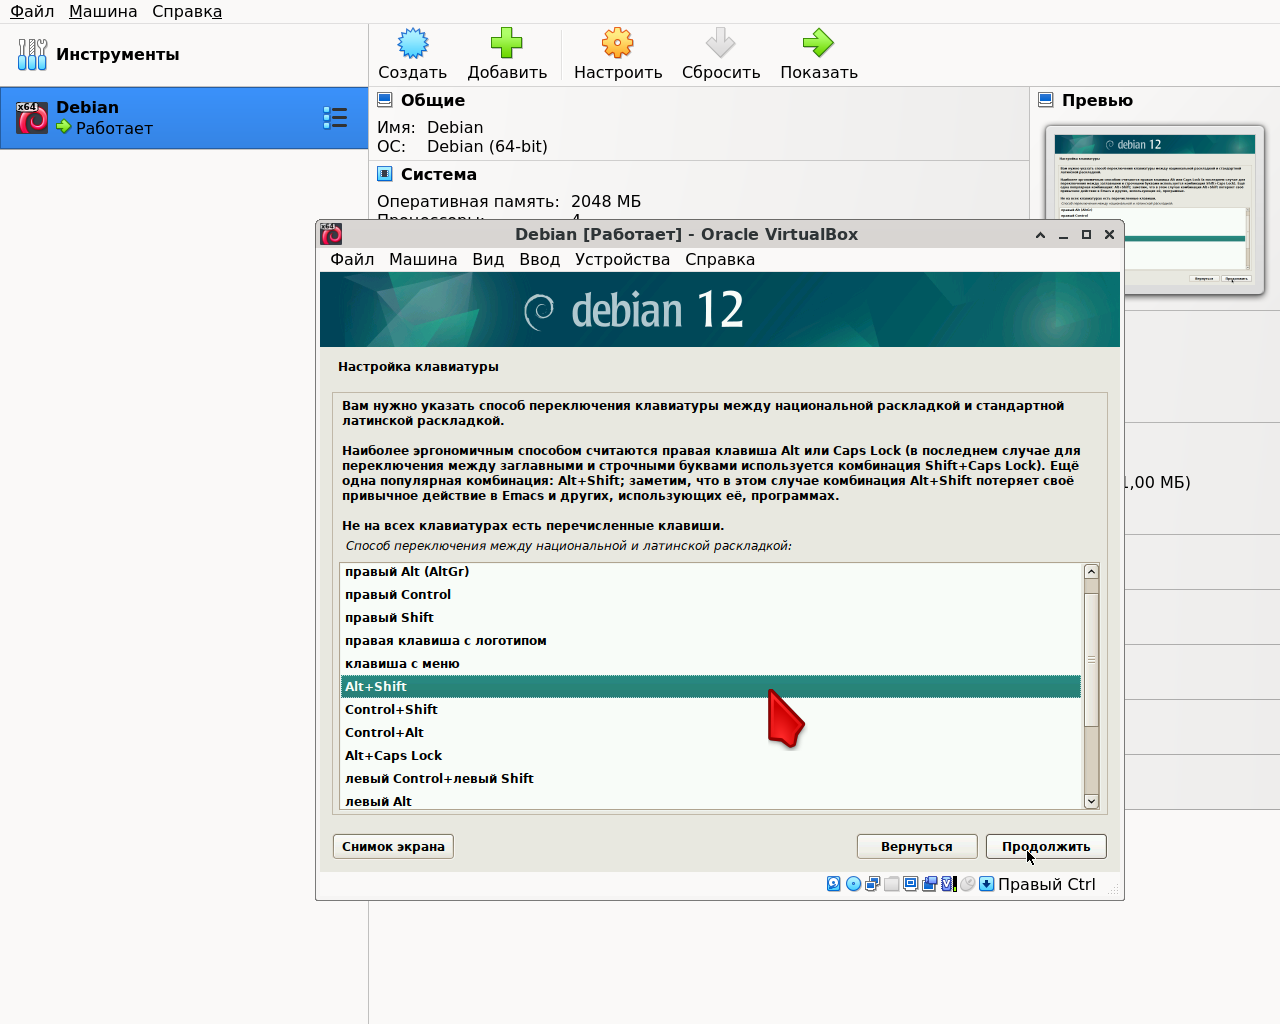 Файл Машина Справка
Инструменты
Создать Добавить Настроить Сбросить Показать
x64
Debian
Работает
Общие
Имя: Debian
ОС: Debian (64-bit)
Система
Оперативная память: 2048 МБ
Превью
debian 12
Настройка клавиатуры
x64
Debian [Работает] - Oracle VirtualBox
Файл Машина Вид Ввод Устройства Справка
debian 12
Настройка клавиатуры
Вам нужно указать способ переключения клавиатуры между национальной раскладкой и стандартной
латинской раскладкой.
Наиболее эргономичным способом считаются правая клавиша Alt или Caps Lock (в последнем случае для
переключения между заглавными и строчными буквами используется комбинация Shift+Caps Lock). Ещё
одна популярная комбинация: Alt+Shift; заметим, что в этом случае комбинация Alt+Shift потеряет своё
привычное действие в Emacs и других, использующих её, программах.
Не на всех клавиатурах есть перечисленные клавиши.
Способ переключения между национальной и латинской раскладкой:
правый Alt (AltGr)
правый Control
правый Shift
правая клавиша с логотипом
клавиша с меню
Alt+Shift
Control+Shift
Control+Alt
Alt+Caps Lock
левый Control+левый Shift
левый Alt
Снимок экрана Вернуться Продолжить
Правый Ctrl
1,00 МБ)